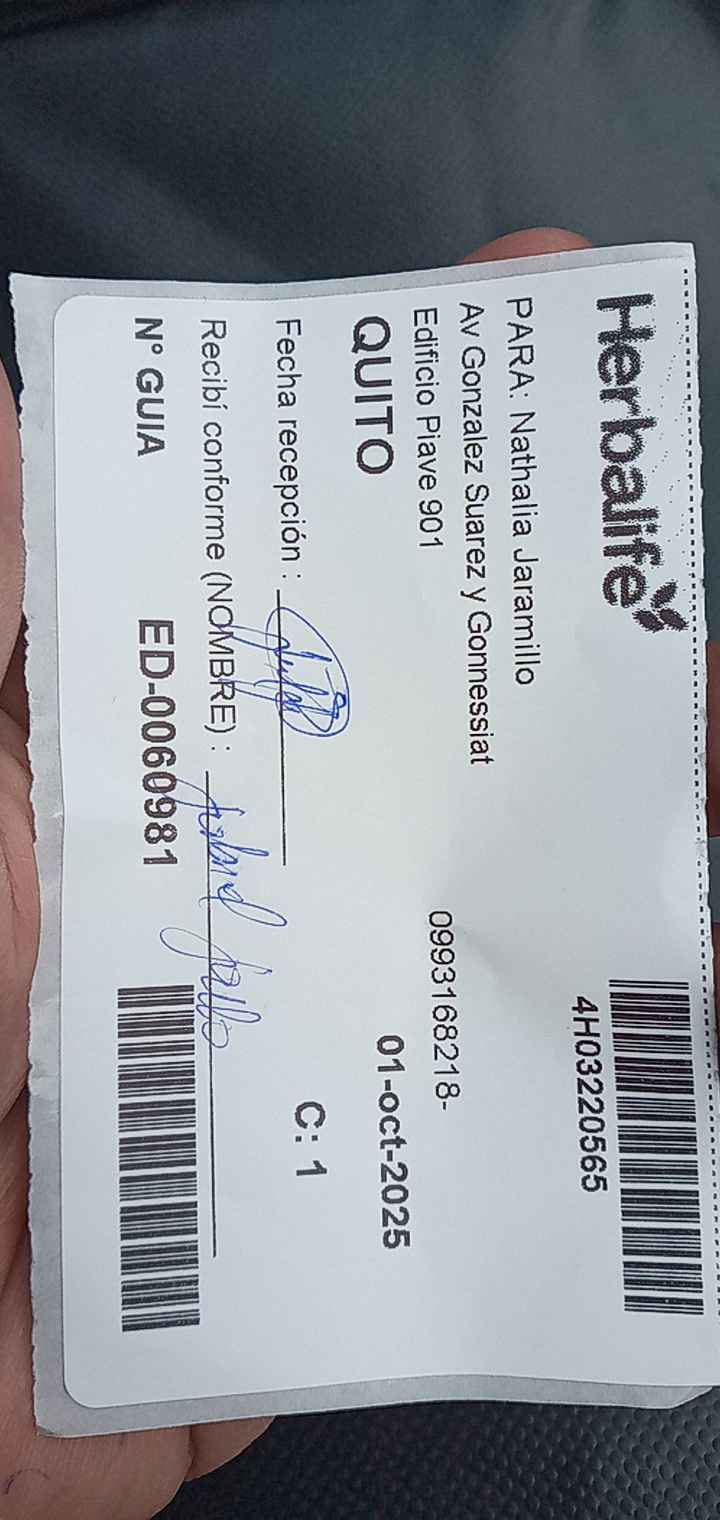 Herbalife
4H03220565
PARA: Nathalia Jaramillo
Av Gonzalez Suarez y Gonnessiat
Edificio Piave 901
0993168218-
QUITO
01-oct-2025
Fecha recepción :
C: 1
Recibí conforme (NOMBRE) :
N° GUIA
ED-0060981